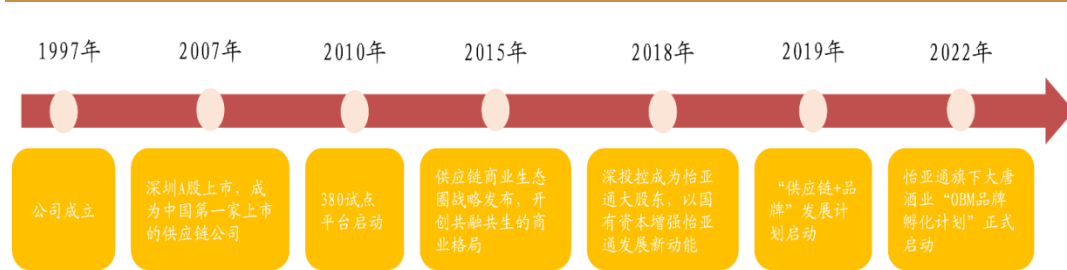 1997年
2007年
2010年
2015年
2018年
2019年
2022年
公司成立
深圳A股上市，成
为中国第一家上市
的供应链公司
380试点
平台启动
供应链商业生态
圈战略发布，开
创共融共生的商
业格局
深投控成为怡亚
通大股东，以国
有资本增强怡亚
通发展新动能
“供应链+品
牌”发展计
划启动
怡亚通旗下大唐
酒业“OBM品牌
孵化计划”正式
启动